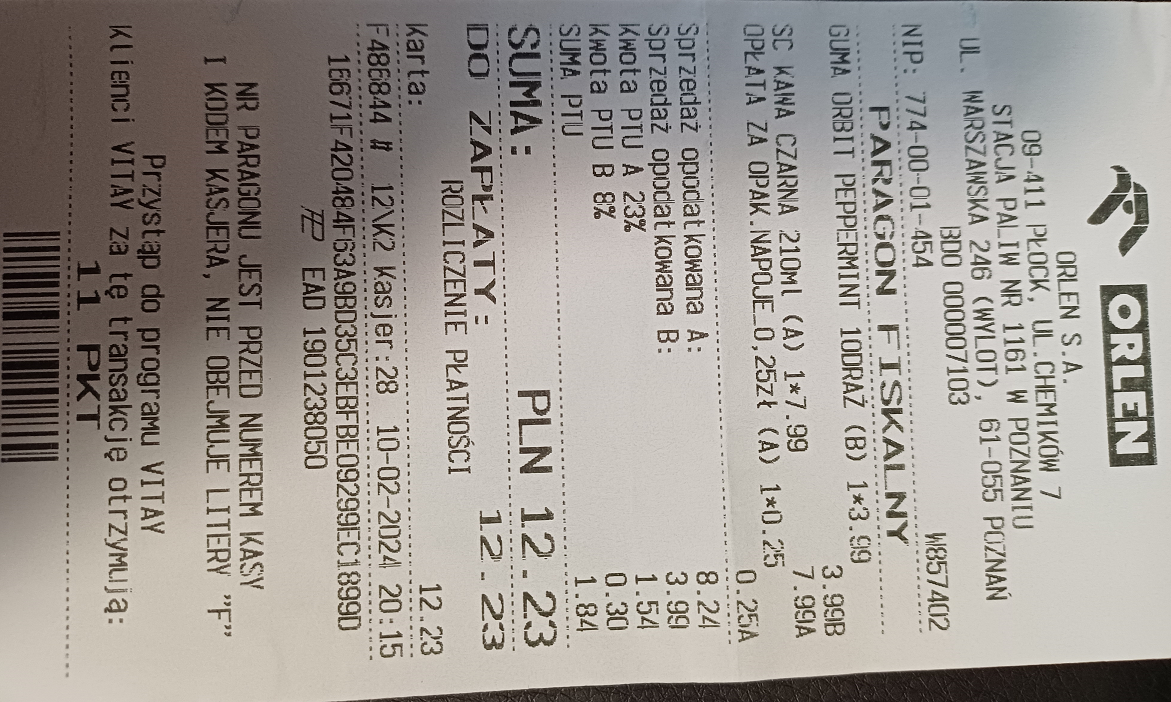 ORLEN
ORLEN S.A.
09-411 PŁOCK, UL.CHEMIKÓW 7
STACJA PALIW NR 1161 W POZNANIU
UL. WARSZAWSKA 246 (WYLOT), 61-055 POZNAŃ
BDO 000007103
NIP: 774-00-01-454 W857402
PARAGON FISKALNY
GUMA ORBIT PEPPERMINT 10DRAŻ (B) 1*3.99 3.99B
SC KAWA CZARNA 210ml (A) 1*7.99 7.99A
OPŁATA ZA OPAK.NAPOJE_0,25zł (A) 1*0.25 0.25A
Sprzedaż opodatkowana A: 8.24
Sprzedaż opodatkowana B: 3.99
Kwota PTU A 23% 1.54
Kwota PTU B 8% 0.30
SUMA PTU 1.84
SUMA: PLN 12.23
DO ZAPŁATY: 12.23
ROZLICZENIE PŁATNOŚCI
Karta: 12.23
F486844 # 12\K2 Kasjer:28 10-02-2024 20:15
16671F420484F63A9BD35C3EBFBE09299EC1899D
EAD 1901238050
NR PARAGONU JEST PRZED NUMEREM KASY
I KODEM KASJERA, NIE OBEJMUJE LITERY "F"
Przystąp do programu VITAY
Klienci VITAY za tę transakcję otrzymują:
11 PKT